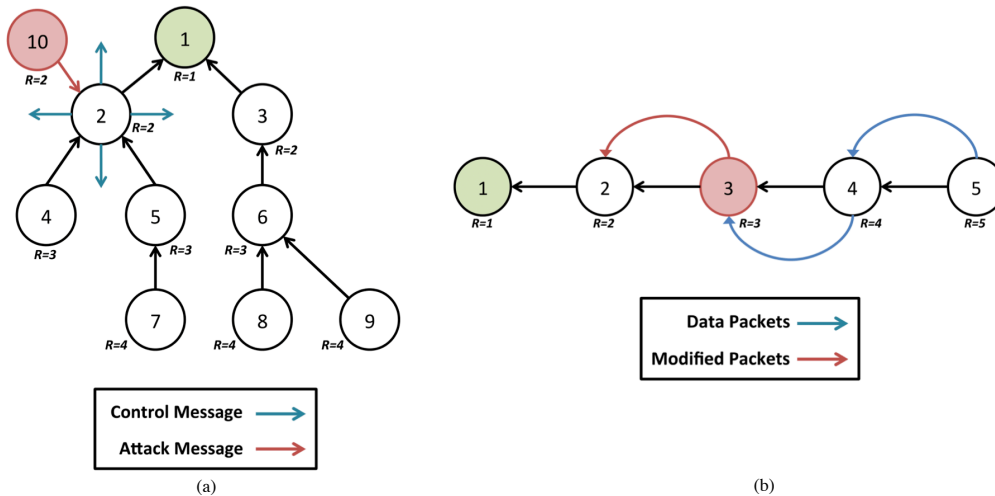 10
R=2
1
R=1
2
R=2
3
R=2
4
R=3
5
R=3
6
R=3
7
R=4
8
R=4
9
R=4
Control Message
Attack Message
(a)
1
R=1
2
R=2
3
R=3
4
R=4
5
R=5
Data Packets
Modified Packets
(b)